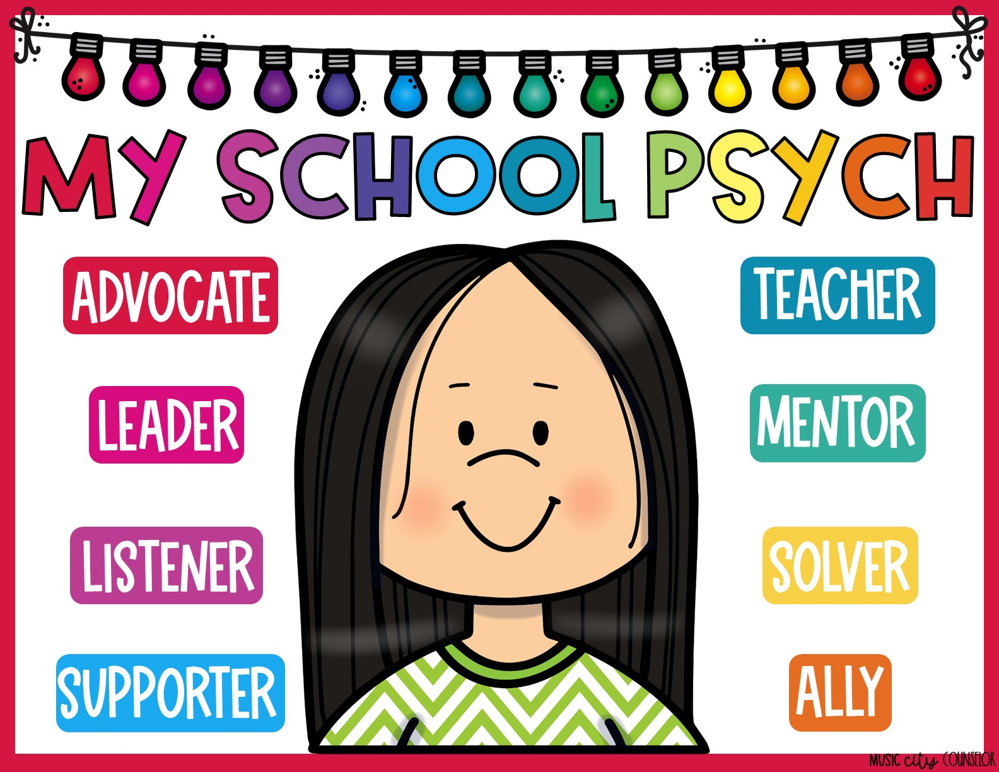 MY SCHOOL PSYCH
ADVOCATE
LEADER
LISTENER
SUPPORTER
TEACHER
MENTOR
SOLVER
ALLY
MUSIC city COUNSELOR